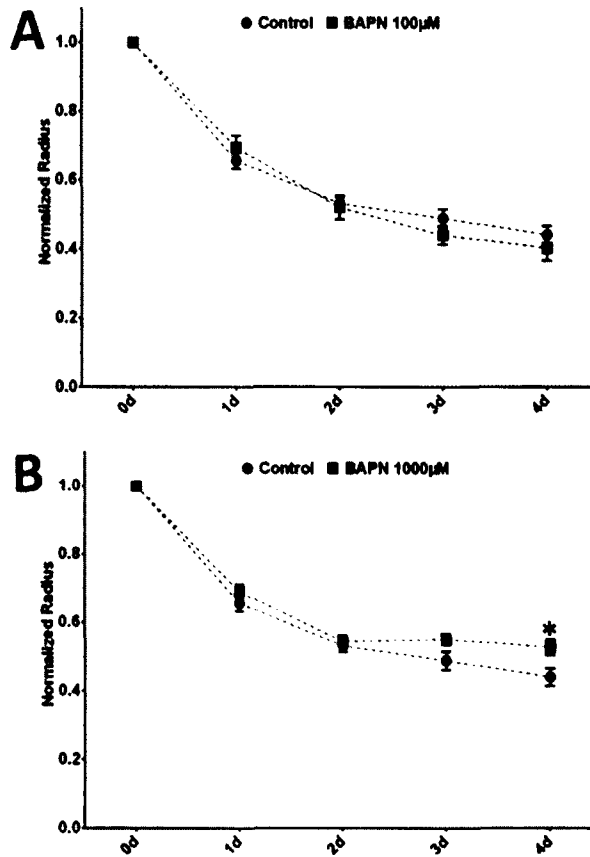 A
● Control ■ BAPN 100µM
1.0
0.8
0.6
0.4
0.2
0.0
Normalized Radius
0d 1d 2d 3d 4d
B
● Control ■ BAPN 1000µM
1.0
0.8
0.6
0.4
0.2
0.0
Normalized Radius
*
0d 1d 2d 3d 4d